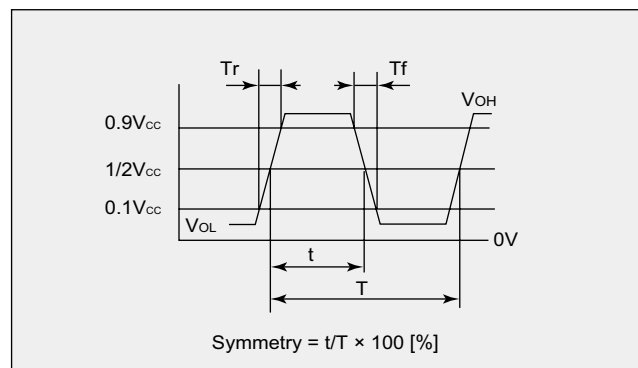 Tr
Tf
VOH
0.9Vcc
1/2Vcc
0.1Vcc
VOL
0V
t
T
Symmetry = t/T × 100 [%]